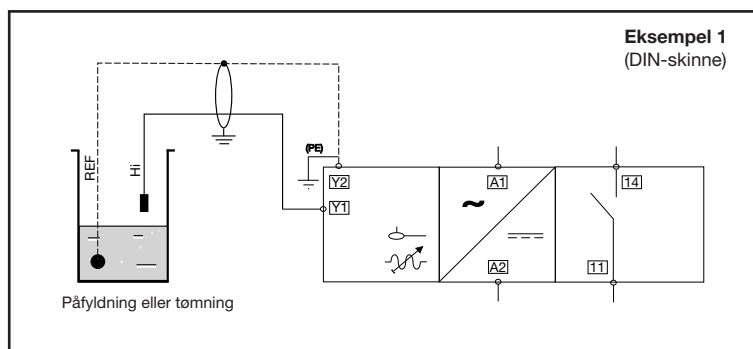 Eksempel 1
(DIN-skinne)
REF
Hi
(PE)
Y2
Y1
A1
A2
14
11
Påfyldning eller tømning